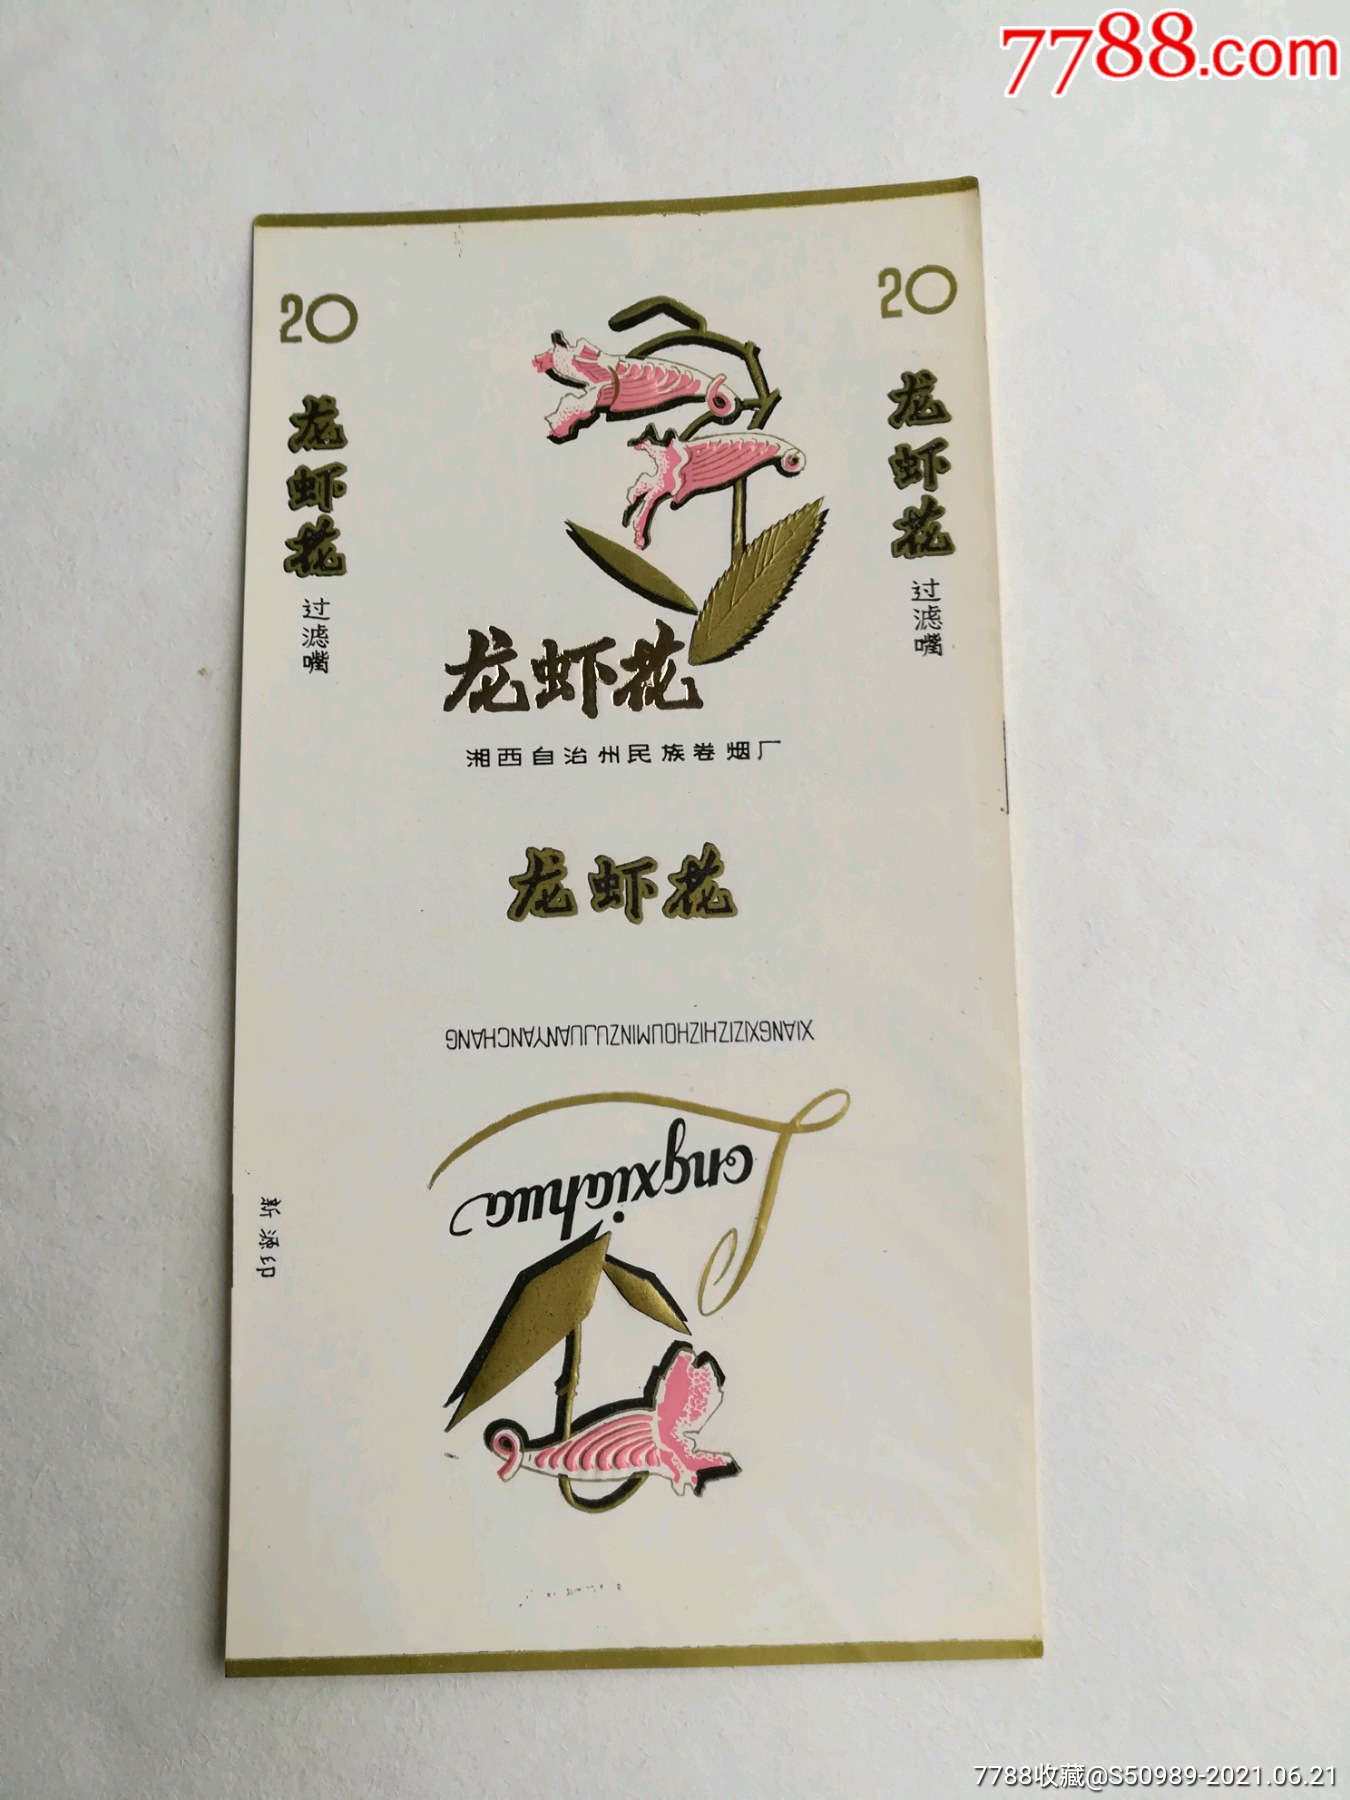 7788.com
20
20
龙虾花
过滤嘴
龙虾花
过滤嘴
龙虾花
湘西自治州民族卷烟厂
龙虾花
XIANGXIZIZHIZHOUMINZUJUANYANCHANG
Longxiahua
新源印
7788收藏@S50989-2021.06.21